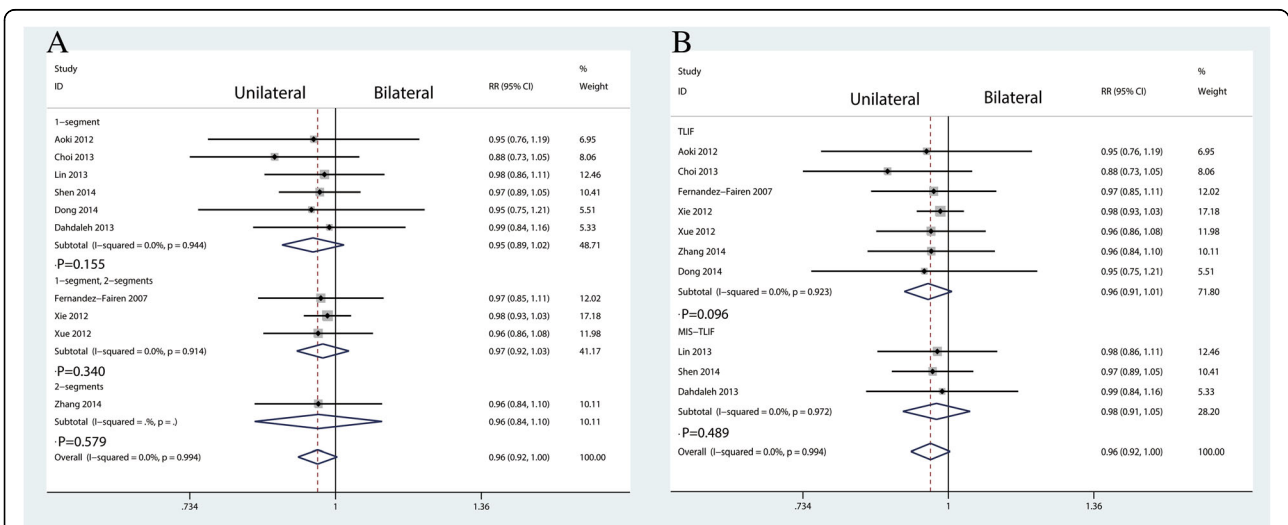 A
Study %
ID Unilateral Bilateral RR (95% CI) Weight
1−segment
Aoki 2012 0.95 (0.76, 1.19) 6.95
Choi 2013 0.88 (0.73, 1.05) 8.06
Lin 2013 0.98 (0.86, 1.11) 12.46
Shen 2014 0.97 (0.89, 1.05) 10.41
Dong 2014 0.95 (0.75, 1.21) 5.51
Dahdaleh 2013 0.99 (0.84, 1.16) 5.33
Subtotal (I−squared = 0.0%, p = 0.944) 0.95 (0.89, 1.02) 48.71
·P=0.155
1−segment, 2−segments
Fernandez−Fairen 2007 0.97 (0.85, 1.11) 12.02
Xie 2012 0.98 (0.93, 1.03) 17.18
Xue 2012 0.96 (0.86, 1.08) 11.98
Subtotal (I−squared = 0.0%, p = 0.914) 0.97 (0.92, 1.03) 41.17
·P=0.340
2−segments
Zhang 2014 0.96 (0.84, 1.10) 10.11
Subtotal (I−squared = .%, p = .) 0.96 (0.84, 1.10) 10.11
·P=0.579
Overall (I−squared = 0.0%, p = 0.994) 0.96 (0.92, 1.00) 100.00
.734 1 1.36
B
Study %
ID Unilateral Bilateral RR (95% CI) Weight
TLIF
Aoki 2012 0.95 (0.76, 1.19) 6.95
Choi 2013 0.88 (0.73, 1.05) 8.06
Fernandez−Fairen 2007 0.97 (0.85, 1.11) 12.02
Xie 2012 0.98 (0.93, 1.03) 17.18
Xue 2012 0.96 (0.86, 1.08) 11.98
Zhang 2014 0.96 (0.84, 1.10) 10.11
Dong 2014 0.95 (0.75, 1.21) 5.51
Subtotal (I−squared = 0.0%, p = 0.923) 0.96 (0.91, 1.01) 71.80
·P=0.096
MIS−TLIF
Lin 2013 0.98 (0.86, 1.11) 12.46
Shen 2014 0.97 (0.89, 1.05) 10.41
Dahdaleh 2013 0.99 (0.84, 1.16) 5.33
Subtotal (I−squared = 0.0%, p = 0.972) 0.98 (0.91, 1.05) 28.20
·P=0.489
Overall (I−squared = 0.0%, p = 0.994) 0.96 (0.92, 1.00) 100.00
.734 1 1.36